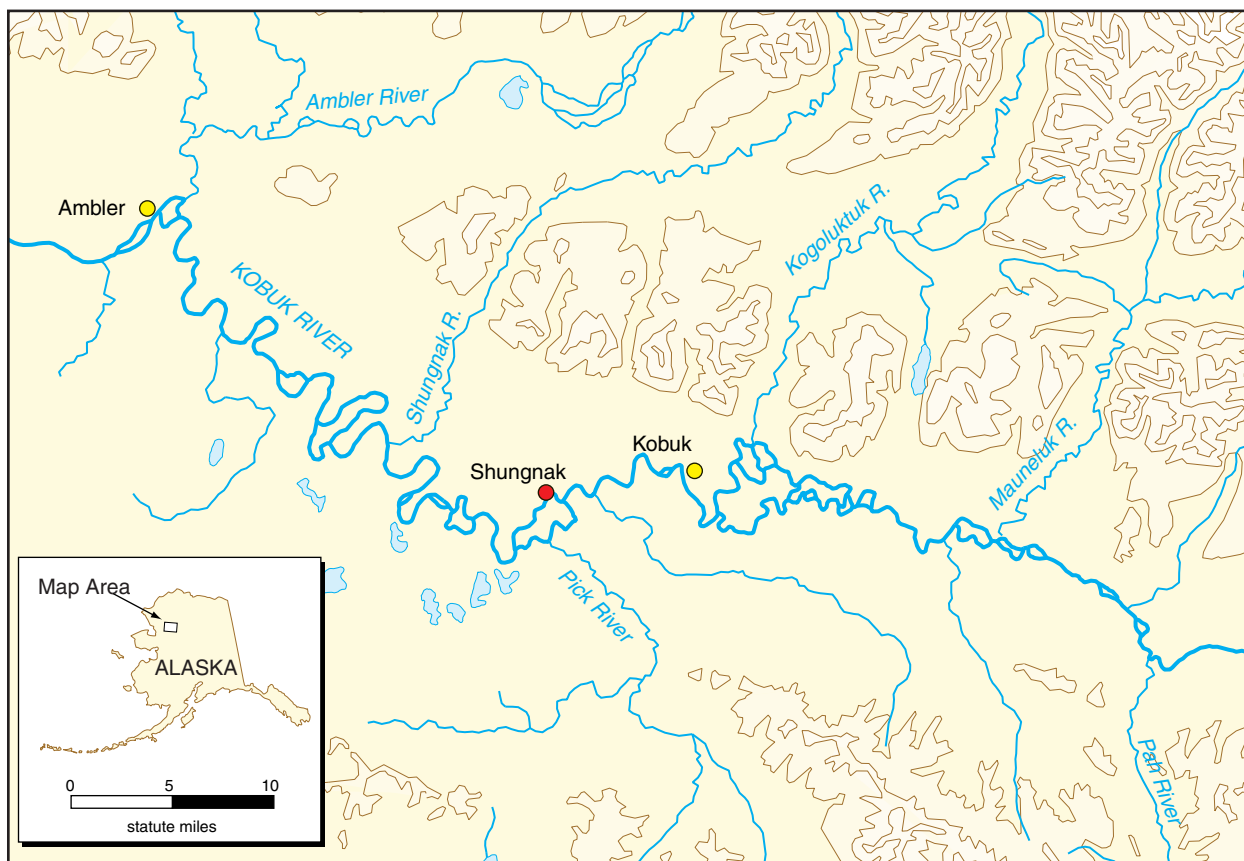 Ambler River
Ambler
KOBUK RIVER
Shungnak R.
Kogoluktuk R.
Mauneluk R.
Kobuk
Shungnak
Pick River
Pah River
Map Area
ALASKA
0 5 10
statute miles